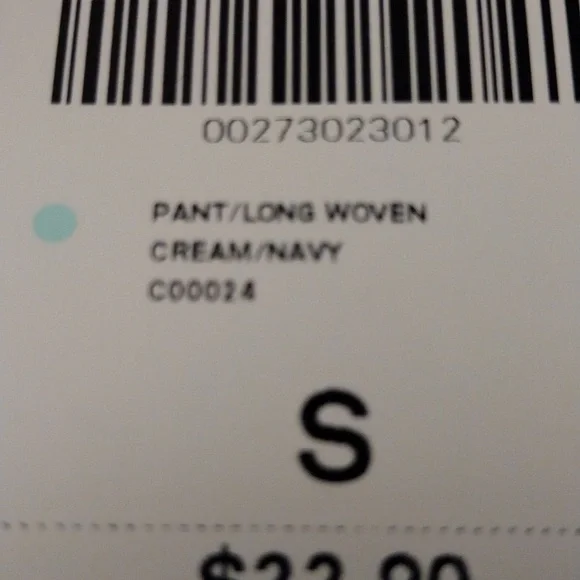 00273023012
PANT/LONG WOVEN
CREAM/NAVY
C00024
S